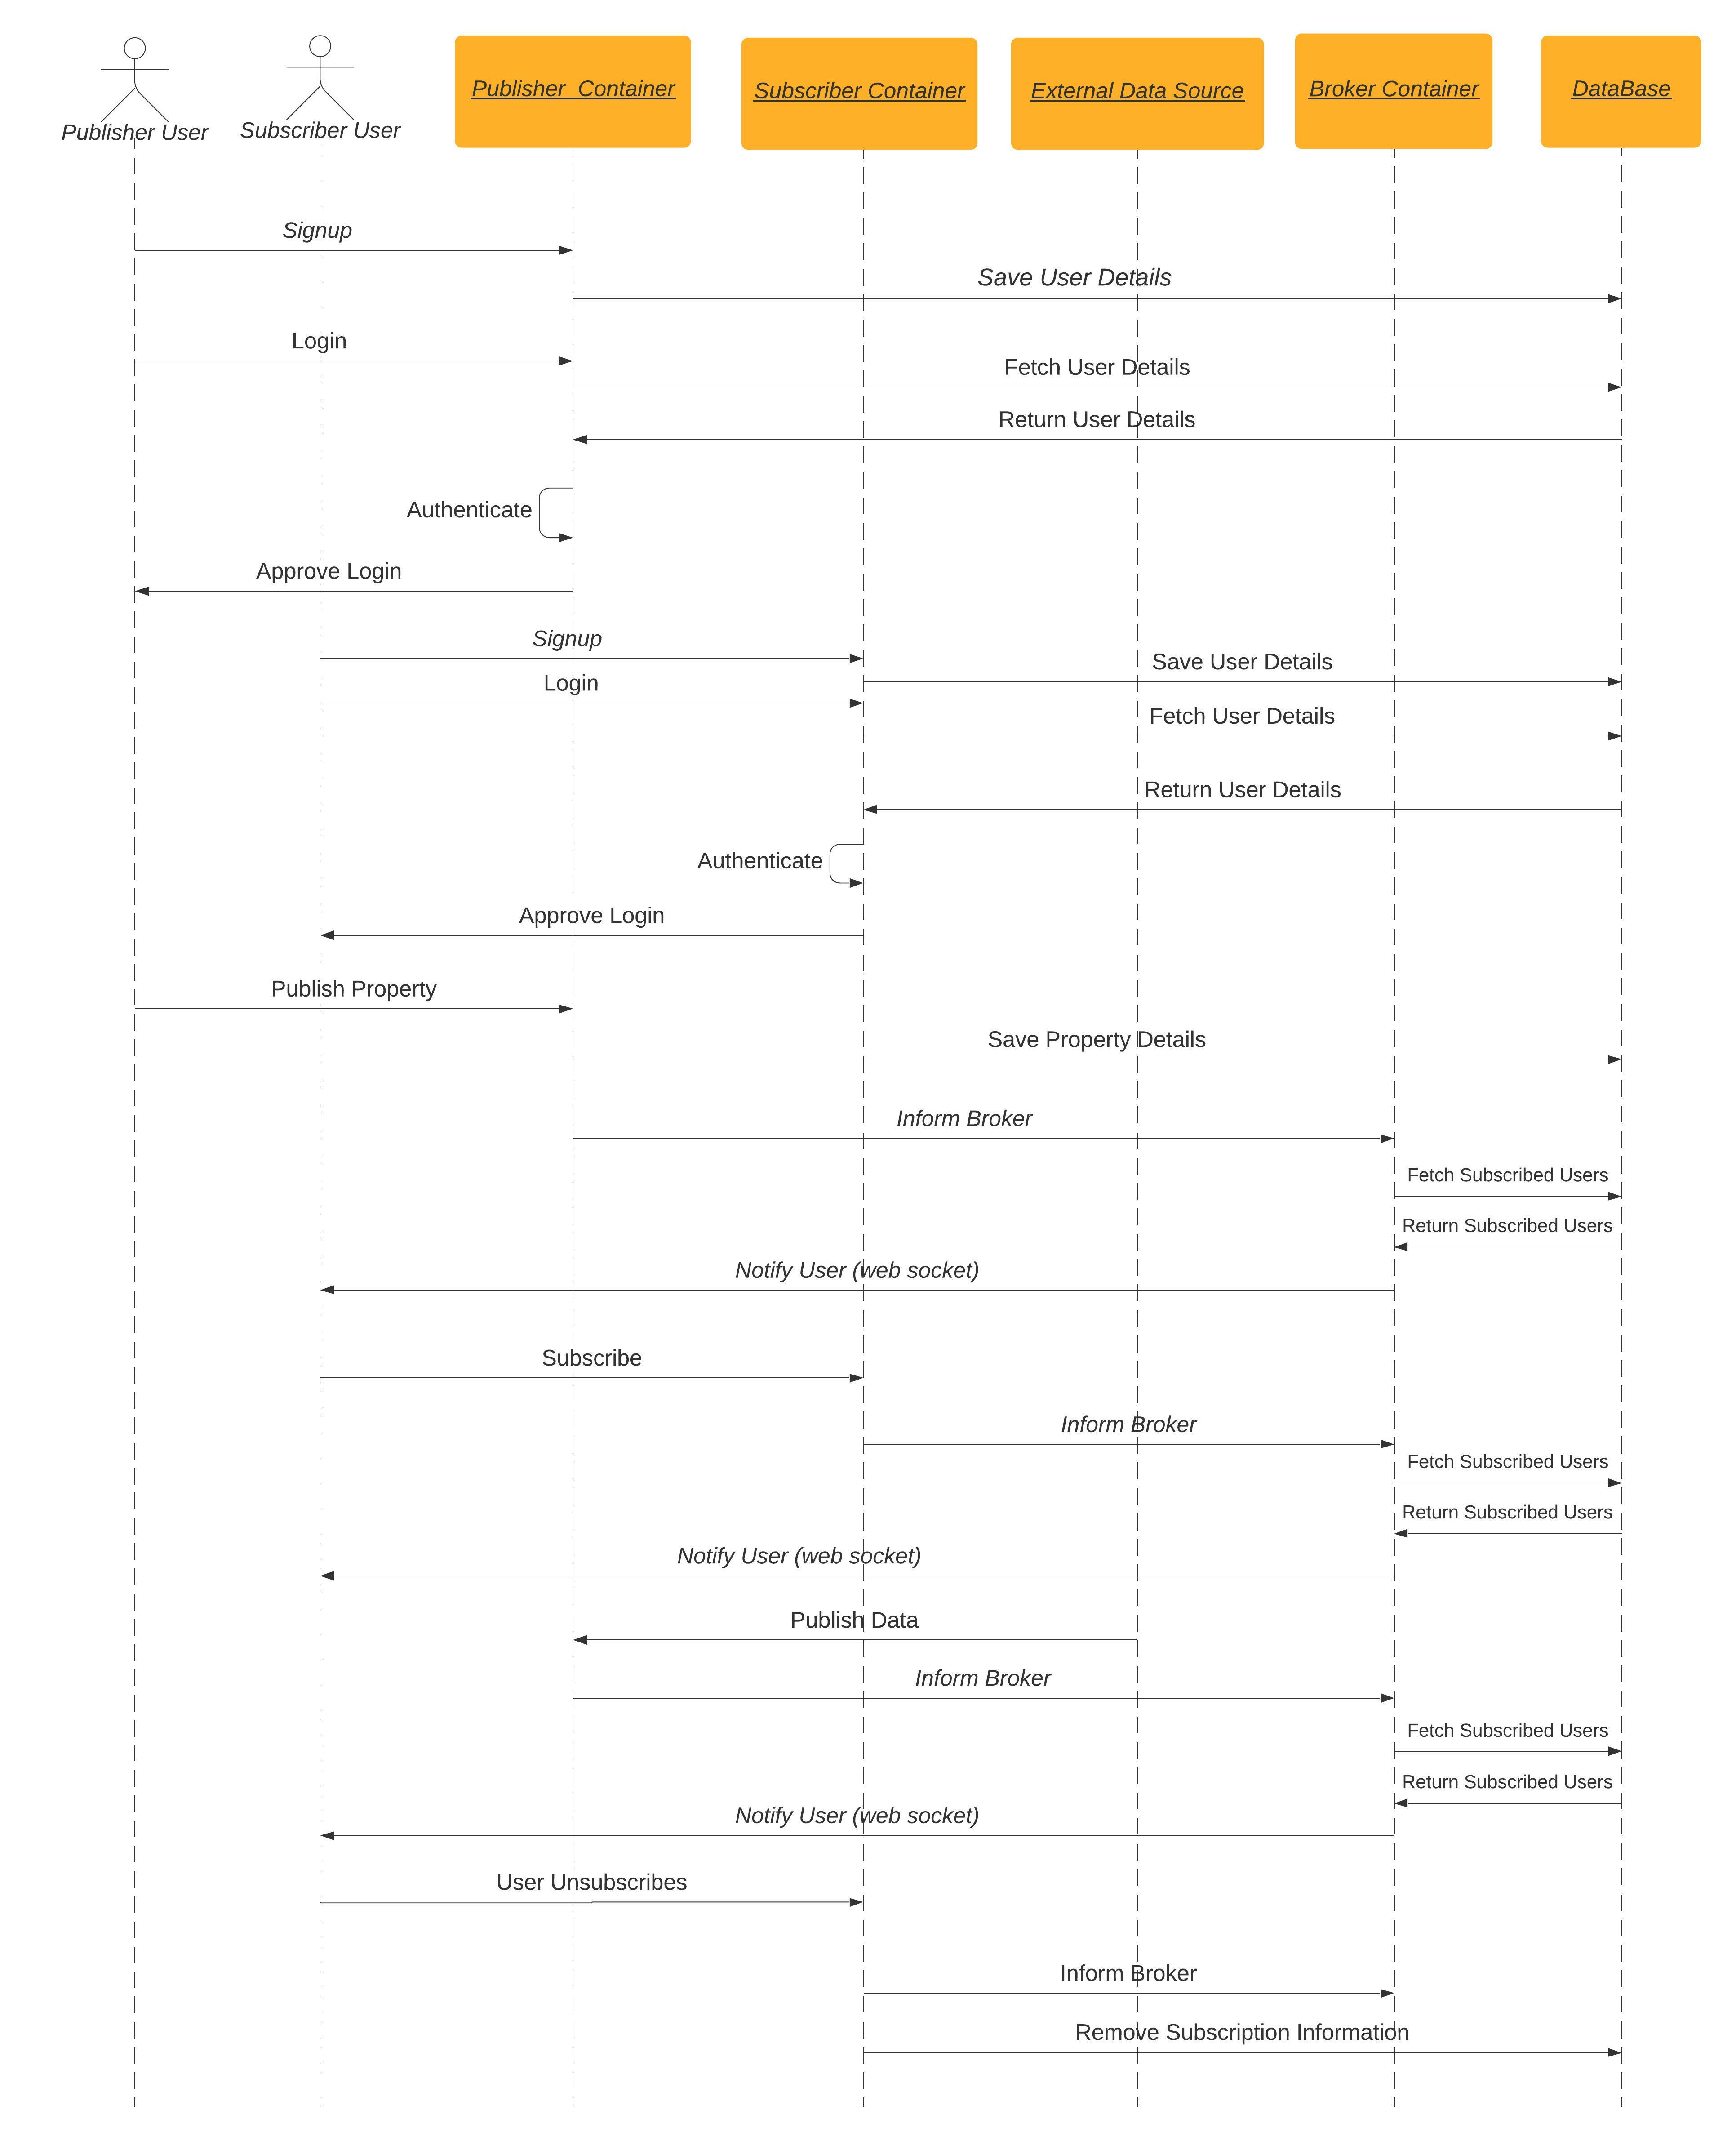 Publisher User
Subscriber User
Publisher  Container
Subscriber Container
External Data Source
Broker Container
DataBase
Signup
Save User Details
Login
Fetch User Details
Return User Details
Authenticate
Approve Login
Signup
Save User Details
Login
Fetch User Details
Return User Details
Authenticate
Approve Login
Publish Property
Save Property Details
Inform Broker
Fetch Subscribed Users
Return Subscribed Users
Notify User (web socket)
Subscribe
Inform Broker
Fetch Subscribed Users
Return Subscribed Users
Notify User (web socket)
Publish Data
Inform Broker
Fetch Subscribed Users
Return Subscribed Users
Notify User (web socket)
User Unsubscribes
Inform Broker
Remove Subscription Information